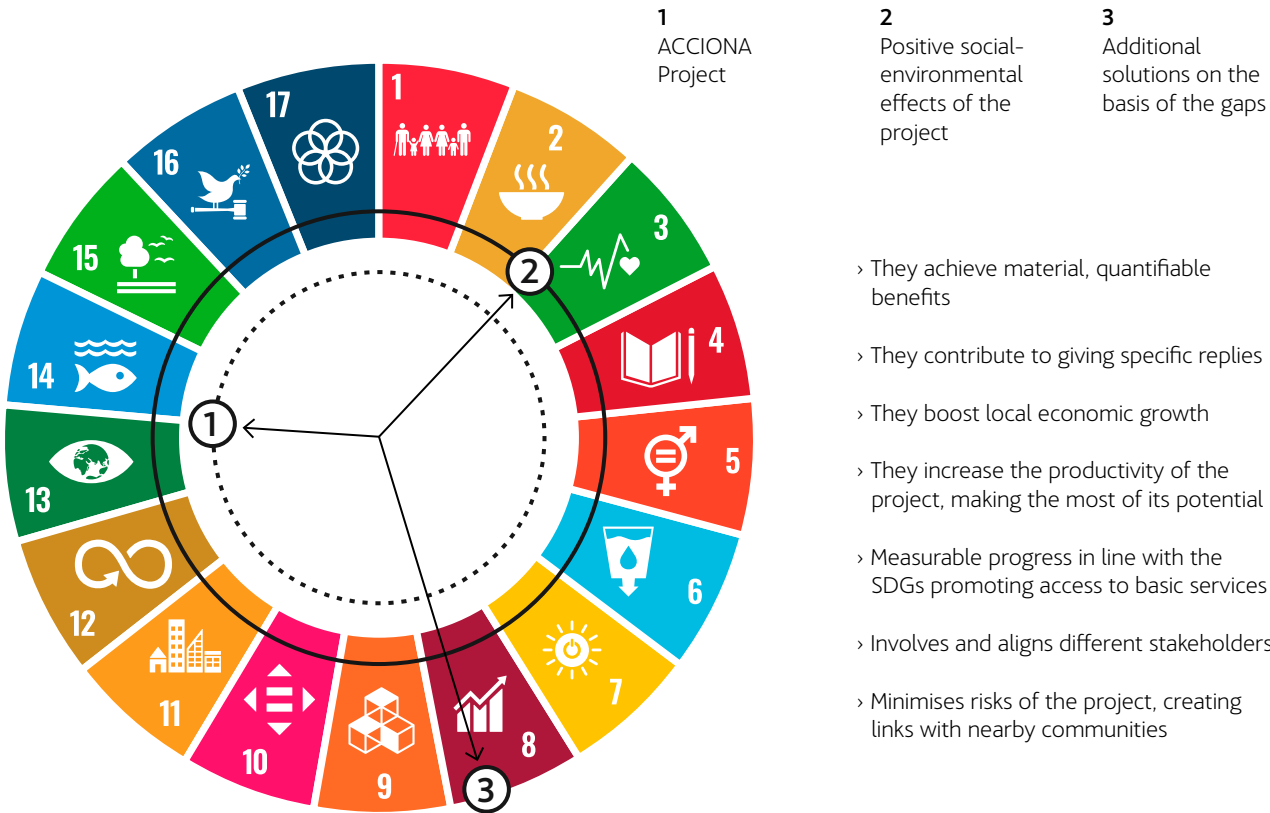 1
ACCIONA
Project
2
Positive social-
environmental
effects of the
project
3
Additional
solutions on the
basis of the gaps
1
2
3
4
5
6
7
8
9
10
11
12
13
14
15
16
17
1
2
3
› They achieve material, quantifiable
benefits
› They contribute to giving specific replies
› They boost local economic growth
› They increase the productivity of the
project, making the most of its potential
› Measurable progress in line with the
SDGs promoting access to basic services
› Involves and aligns different stakeholders
› Minimises risks of the project, creating
links with nearby communities